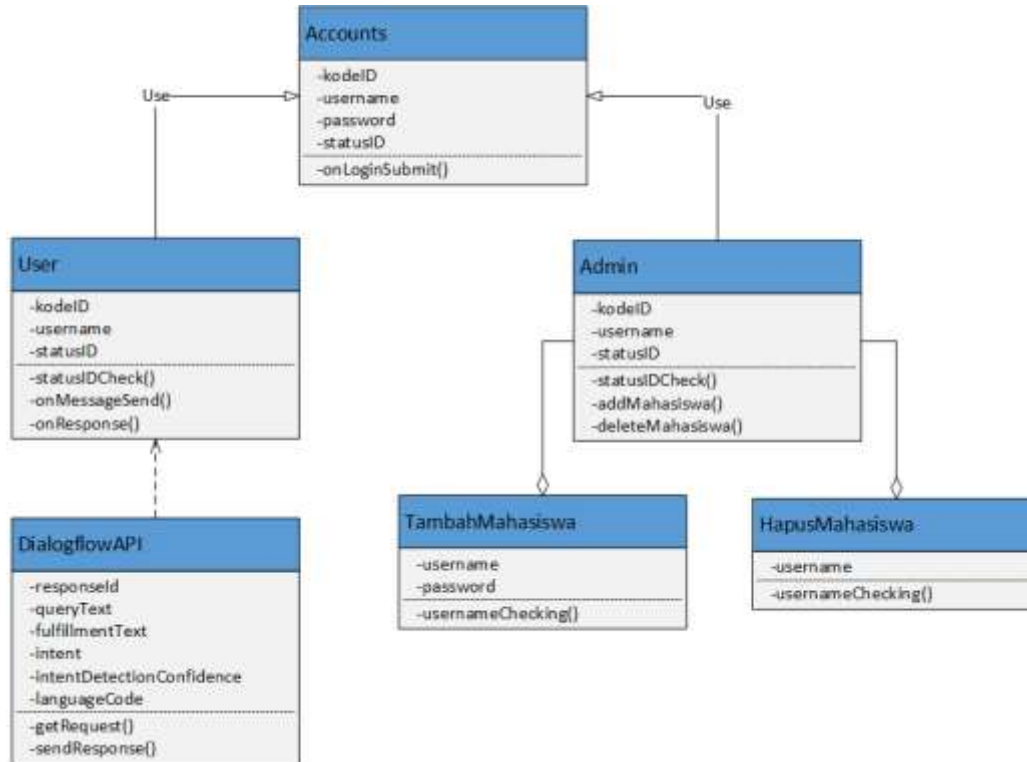 Accounts
-kodeID
-username
-password
-statusID
-onLoginSubmit()
Use
Use
User
-kodeID
-username
-statusID
-statusIDCheck()
-onMessageSend()
-onResponse()
Admin
-kodeID
-username
-statusID
-statusIDCheck()
-addMahasiswa()
-deleteMahasiswa()
DialogflowAPI
-responseId
-queryText
-fulfillmentText
-intent
-intentDetectionConfidence
-languageCode
-getRequest()
-sendResponse()
TambahMahasiswa
-username
-password
-usernameChecking()
HapusMahasiswa
-username
-usernameChecking()